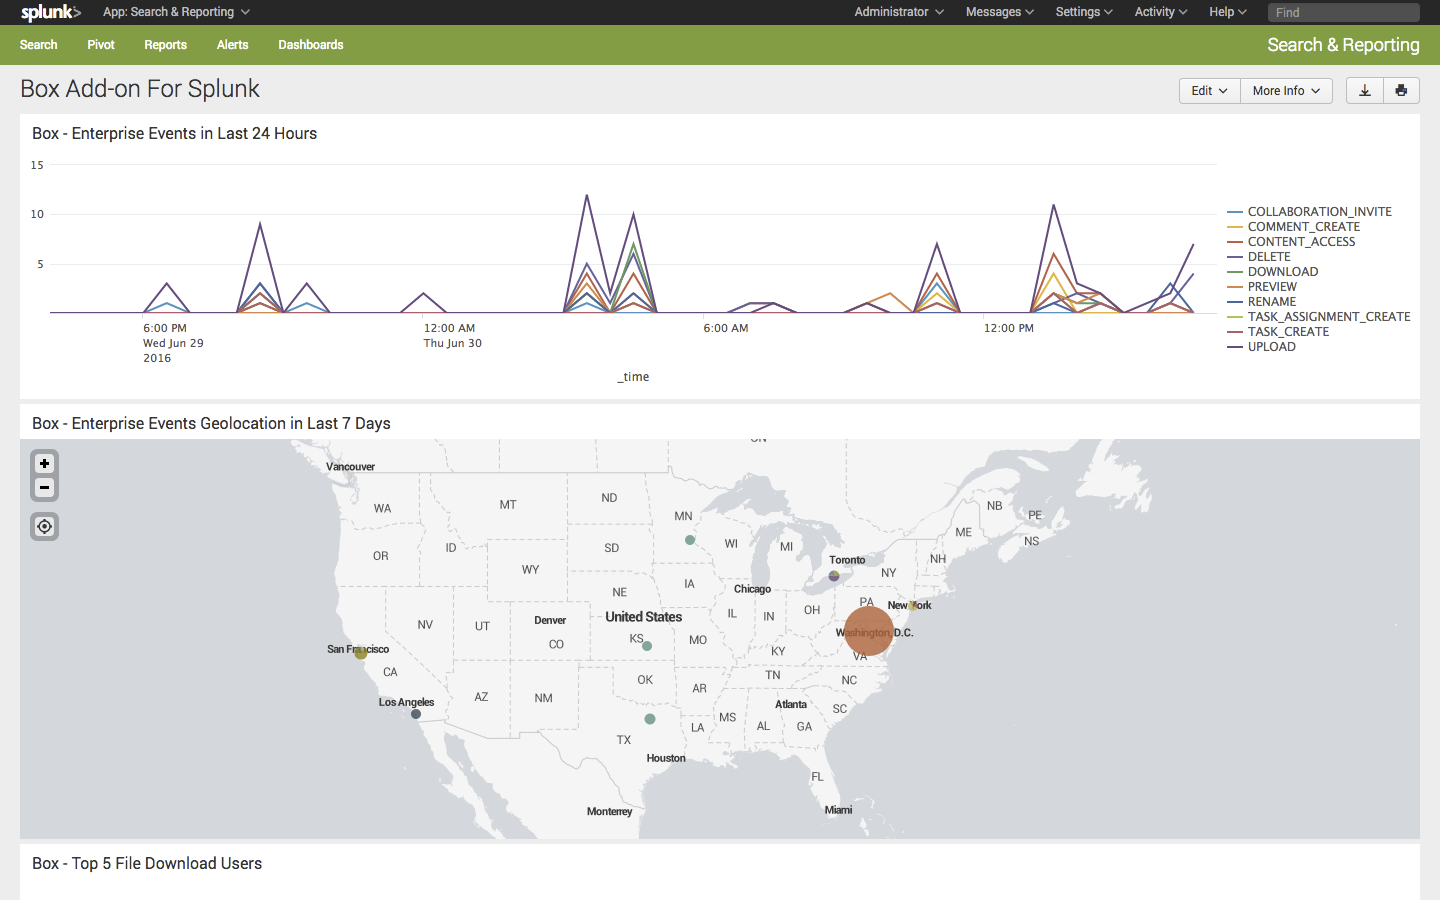 splunk> App: Search & Reporting Administrator Messages Settings Activity Help Find
Search Pivot Reports Alerts Dashboards Search & Reporting
Box Add-on For Splunk
Edit More Info
Box - Enterprise Events in Last 24 Hours
15
10
5
6:00 PM
Wed Jun 29
2016
12:00 AM
Thu Jun 30
6:00 AM
12:00 PM
_time
COLLABORATION_INVITE
COMMENT_CREATE
CONTENT_ACCESS
DELETE
DOWNLOAD
PREVIEW
RENAME
TASK_ASSIGNMENT_CREATE
TASK_CREATE
UPLOAD
Box - Enterprise Events Geolocation in Last 7 Days
ON
Vancouver
WA
MT
ND
MN
NB
PE
OR
ID
SD
WI
MI
ME
NS
WY
Toronto
NY
NH
NE
IA
Chicago
PA
New York
NV
UT
Denver
United States
IL
IN
OH
CO
KS
MO
Washington, D.C.
San Francisco
KY
VA
CA
OK
TN
NC
AZ
NM
AR
Los Angeles
Atlanta
SC
MS
AL
GA
LA
TX
Houston
FL
Monterrey
Miami
Box - Top 5 File Download Users